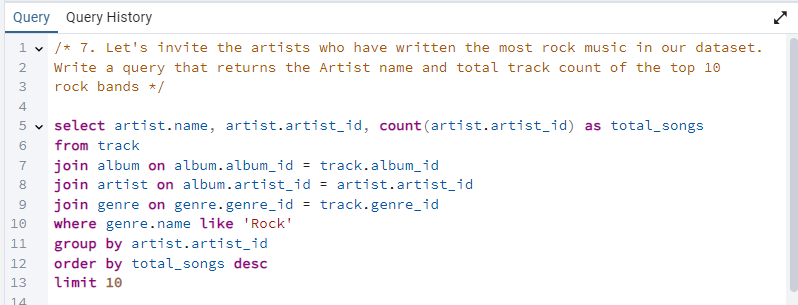 Query Query History
1 /* 7. Let's invite the artists who have written the most rock music in our dataset.
2 Write a query that returns the Artist name and total track count of the top 10
3 rock bands */
4
5 select artist.name, artist.artist_id, count(artist.artist_id) as total_songs
6 from track
7 join album on album.album_id = track.album_id
8 join artist on album.artist_id = artist.artist_id
9 join genre on genre.genre_id = track.genre_id
10 where genre.name like 'Rock'
11 group by artist.artist_id
12 order by total_songs desc
13 limit 10
14